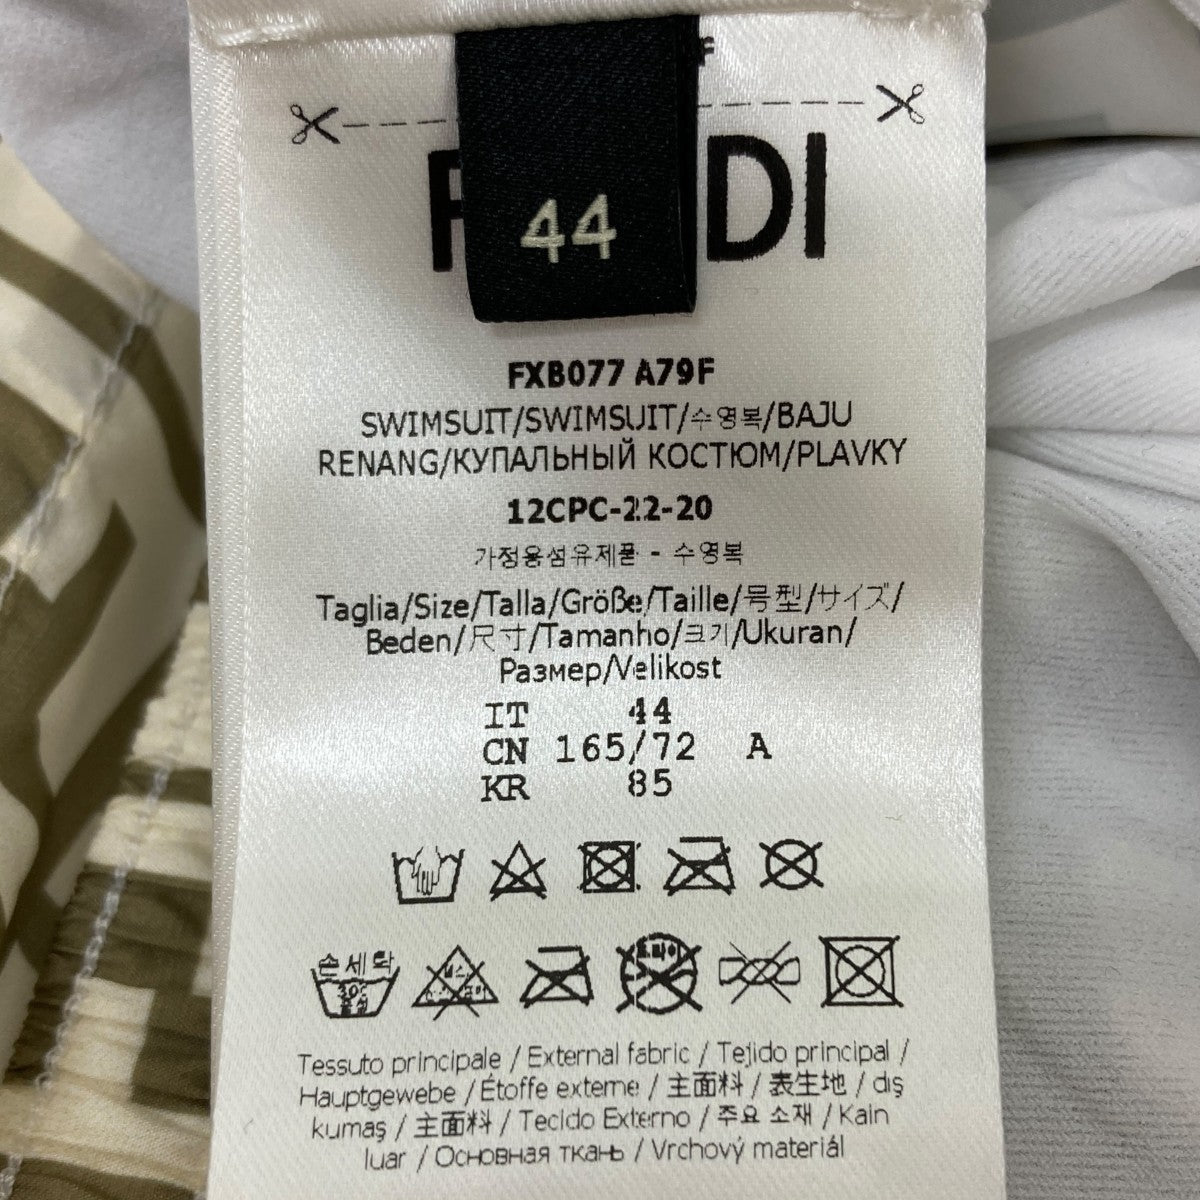 44
DI
FXB077 A79F
SWIMSUIT/SWIMSUIT/수영복/BAJU
RENANG/КУПАЛЬНЫЙ КОСТЮМ/PLAVKY
12CPC-22-20
가정용섬유제품 - 수영복
Taglia/Size/Talla/Größe/Taille/号型/サイズ/
Beden/尺寸/Tamanho/크기/Ukuran/
Размер/Velikost
IT 44
CN 165/72 A
KR 85
손세탁
30°
중성
Tessuto principale / External fabric / Tejido principal /
Hauptgewebe / Étoffe externe / 主面料 / 表生地 / dış
kumaş / 主面料 / Tecido Externo / 주요 소재 / Kain
luar / Основная ткань / Vrchový materiál